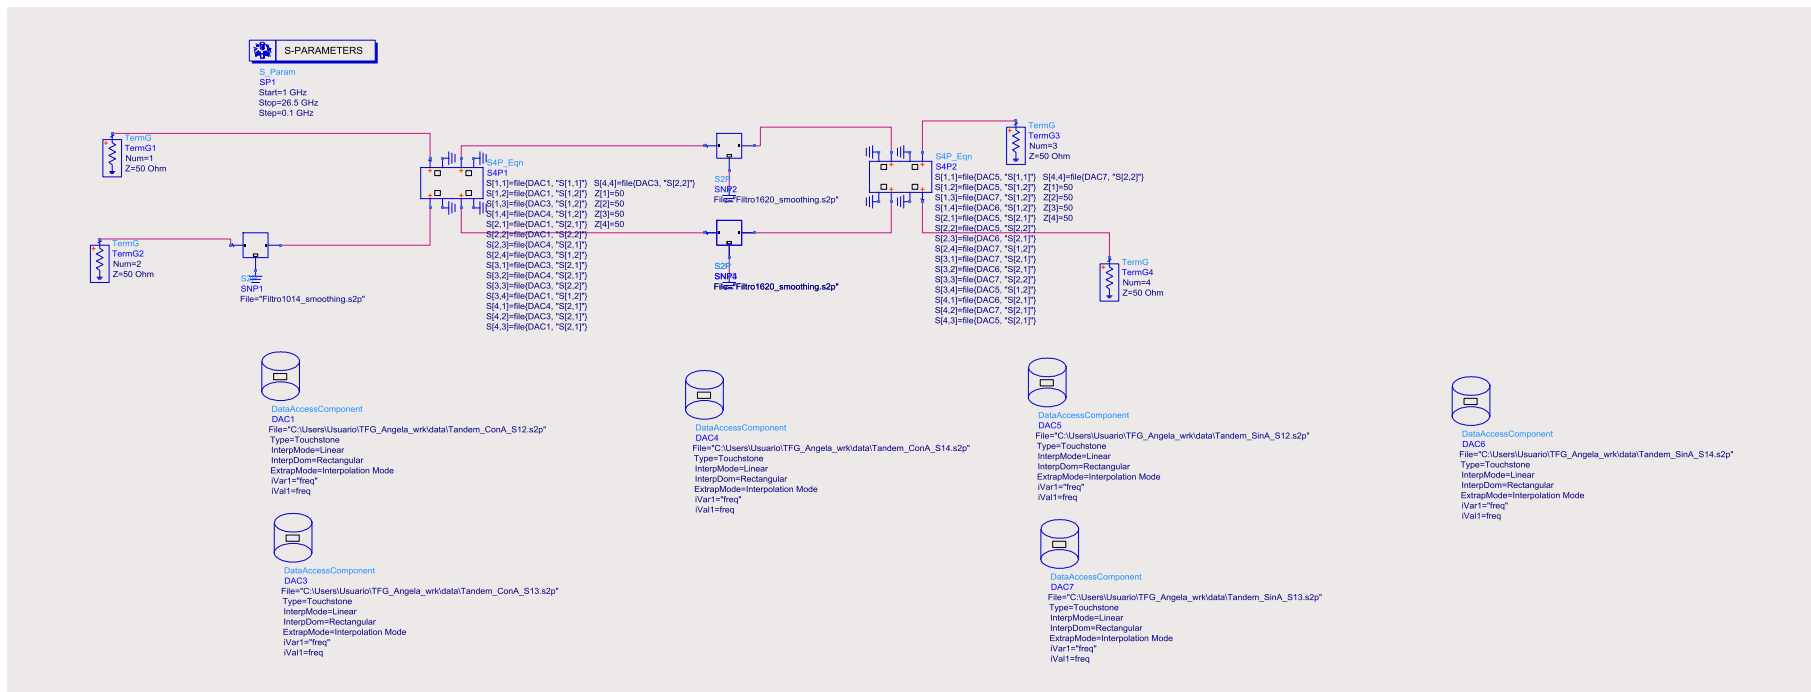 S-PARAMETERS
S_Param
SP1
Start=1 GHz
Stop=26.5 GHz
Step=0.1 GHz
TermG
TermG1
Num=1
Z=50 Ohm
TermG
TermG2
Num=2
Z=50 Ohm
SNP1
File="Filtro1014_smoothing.s2p"
S4P_Eqn
S4P1
S[1,1]=file{DAC1, "S[1,1]"} S[4,4]=file{DAC3, "S[2,2]"}
S[1,2]=file{DAC1, "S[1,2]"} Z[1]=50
S[1,3]=file{DAC3, "S[1,2]"} Z[2]=50
S[1,4]=file{DAC4, "S[1,2]"} Z[3]=50
S[2,1]=file{DAC1, "S[2,1]"} Z[4]=50
S[2,2]=file{DAC1, "S[2,2]"}
S[2,3]=file{DAC4, "S[2,1]"}
S[2,4]=file{DAC3, "S[1,2]"}
S[3,1]=file{DAC3, "S[2,1]"}
S[3,2]=file{DAC4, "S[2,1]"}
S[3,3]=file{DAC3, "S[2,2]"}
S[3,4]=file{DAC1, "S[1,2]"}
S[4,1]=file{DAC4, "S[2,1]"}
S[4,2]=file{DAC3, "S[2,1]"}
S[4,3]=file{DAC1, "S[2,1]"}
S2P
SNP2
File="Filtro1620_smoothing.s2p"
S2P
File="Filtro1620_smoothing.s2p"
S4P_Eqn
S4P2
S[1,1]=file{DAC5, "S[1,1]"} S[4,4]=file{DAC7, "S[2,2]"}
S[1,2]=file{DAC5, "S[1,2]"} Z[1]=50
S[1,3]=file{DAC7, "S[1,2]"} Z[2]=50
S[1,4]=file{DAC6, "S[1,2]"} Z[3]=50
S[2,1]=file{DAC5, "S[2,1]"} Z[4]=50
S[2,2]=file{DAC5, "S[2,2]"}
S[2,3]=file{DAC6, "S[2,1]"}
S[2,4]=file{DAC7, "S[1,2]"}
S[3,1]=file{DAC7, "S[2,1]"}
S[3,2]=file{DAC6, "S[2,1]"}
S[3,3]=file{DAC7, "S[2,2]"}
S[3,4]=file{DAC5, "S[1,2]"}
S[4,1]=file{DAC6, "S[2,1]"}
S[4,2]=file{DAC7, "S[2,1]"}
S[4,3]=file{DAC5, "S[2,1]"}
TermG
TermG3
Num=3
Z=50 Ohm
TermG
TermG4
Num=4
Z=50 Ohm
DataAccessComponent
DAC1
File="C:\Users\Usuario\TFG_Angela_wrk\data\Tandem_ConA_S12.s2p"
Type=Touchstone
InterpMode=Linear
InterpDom=Rectangular
ExtrapMode=Interpolation Mode
iVar1="freq"
iVal1=freq
DataAccessComponent
DAC4
File="C:\Users\Usuario\TFG_Angela_wrk\data\Tandem_ConA_S14.s2p"
Type=Touchstone
InterpMode=Linear
InterpDom=Rectangular
ExtrapMode=Interpolation Mode
iVar1="freq"
iVal1=freq
DataAccessComponent
DAC5
File="C:\Users\Usuario\TFG_Angela_wrk\data\Tandem_SinA_S12.s2p"
Type=Touchstone
InterpMode=Linear
InterpDom=Rectangular
ExtrapMode=Interpolation Mode
iVar1="freq"
iVal1=freq
DataAccessComponent
DAC6
File="C:\Users\Usuario\TFG_Angela_wrk\data\Tandem_SinA_S14.s2p"
Type=Touchstone
InterpMode=Linear
InterpDom=Rectangular
ExtrapMode=Interpolation Mode
iVar1="freq"
iVal1=freq
DataAccessComponent
DAC3
File="C:\Users\Usuario\TFG_Angela_wrk\data\Tandem_ConA_S13.s2p"
Type=Touchstone
InterpMode=Linear
InterpDom=Rectangular
ExtrapMode=Interpolation Mode
iVar1="freq"
iVal1=freq
DataAccessComponent
DAC7
File="C:\Users\Usuario\TFG_Angela_wrk\data\Tandem_SinA_S13.s2p"
Type=Touchstone
InterpMode=Linear
InterpDom=Rectangular
ExtrapMode=Interpolation Mode
iVar1="freq"
iVal1=freq